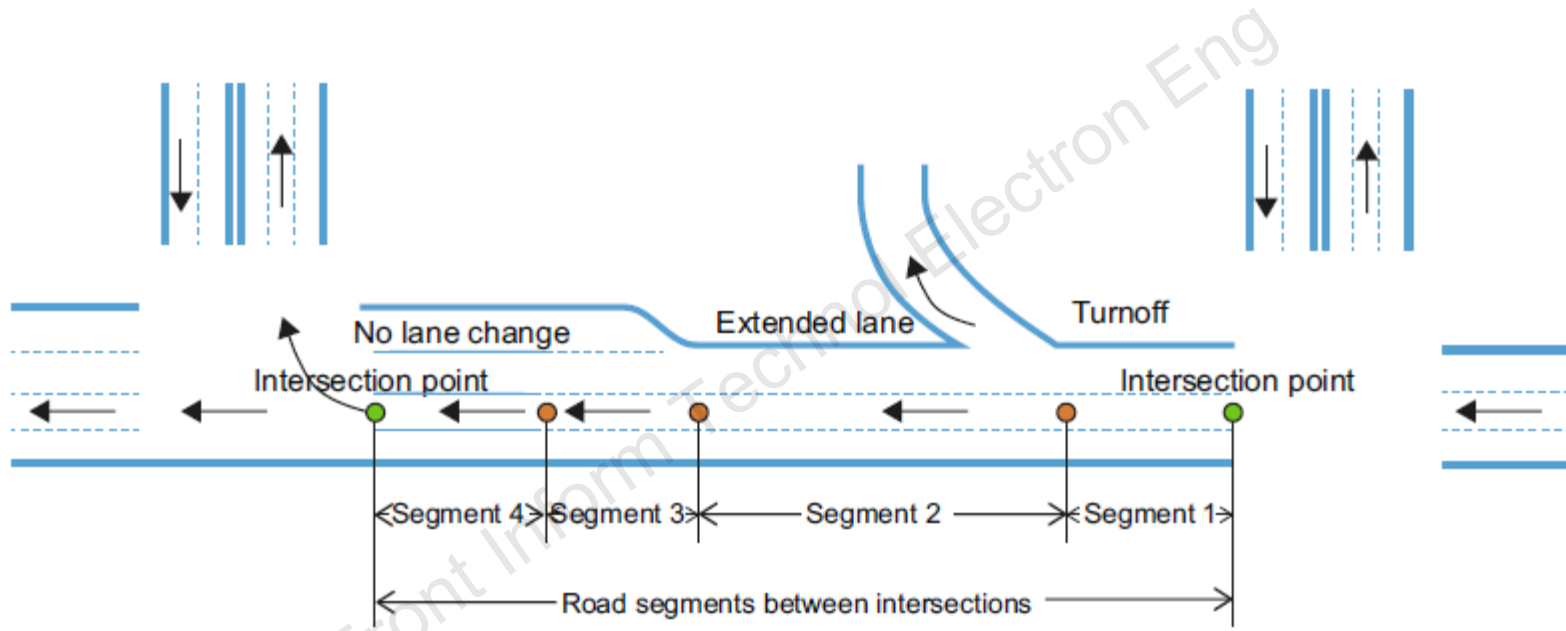 Turnoff
Extended lane
No lane change
Intersection point
Intersection point
Segment 4
Segment 3
Segment 2
Segment 1
Road segments between intersections
Front Inform Technol Electron Eng